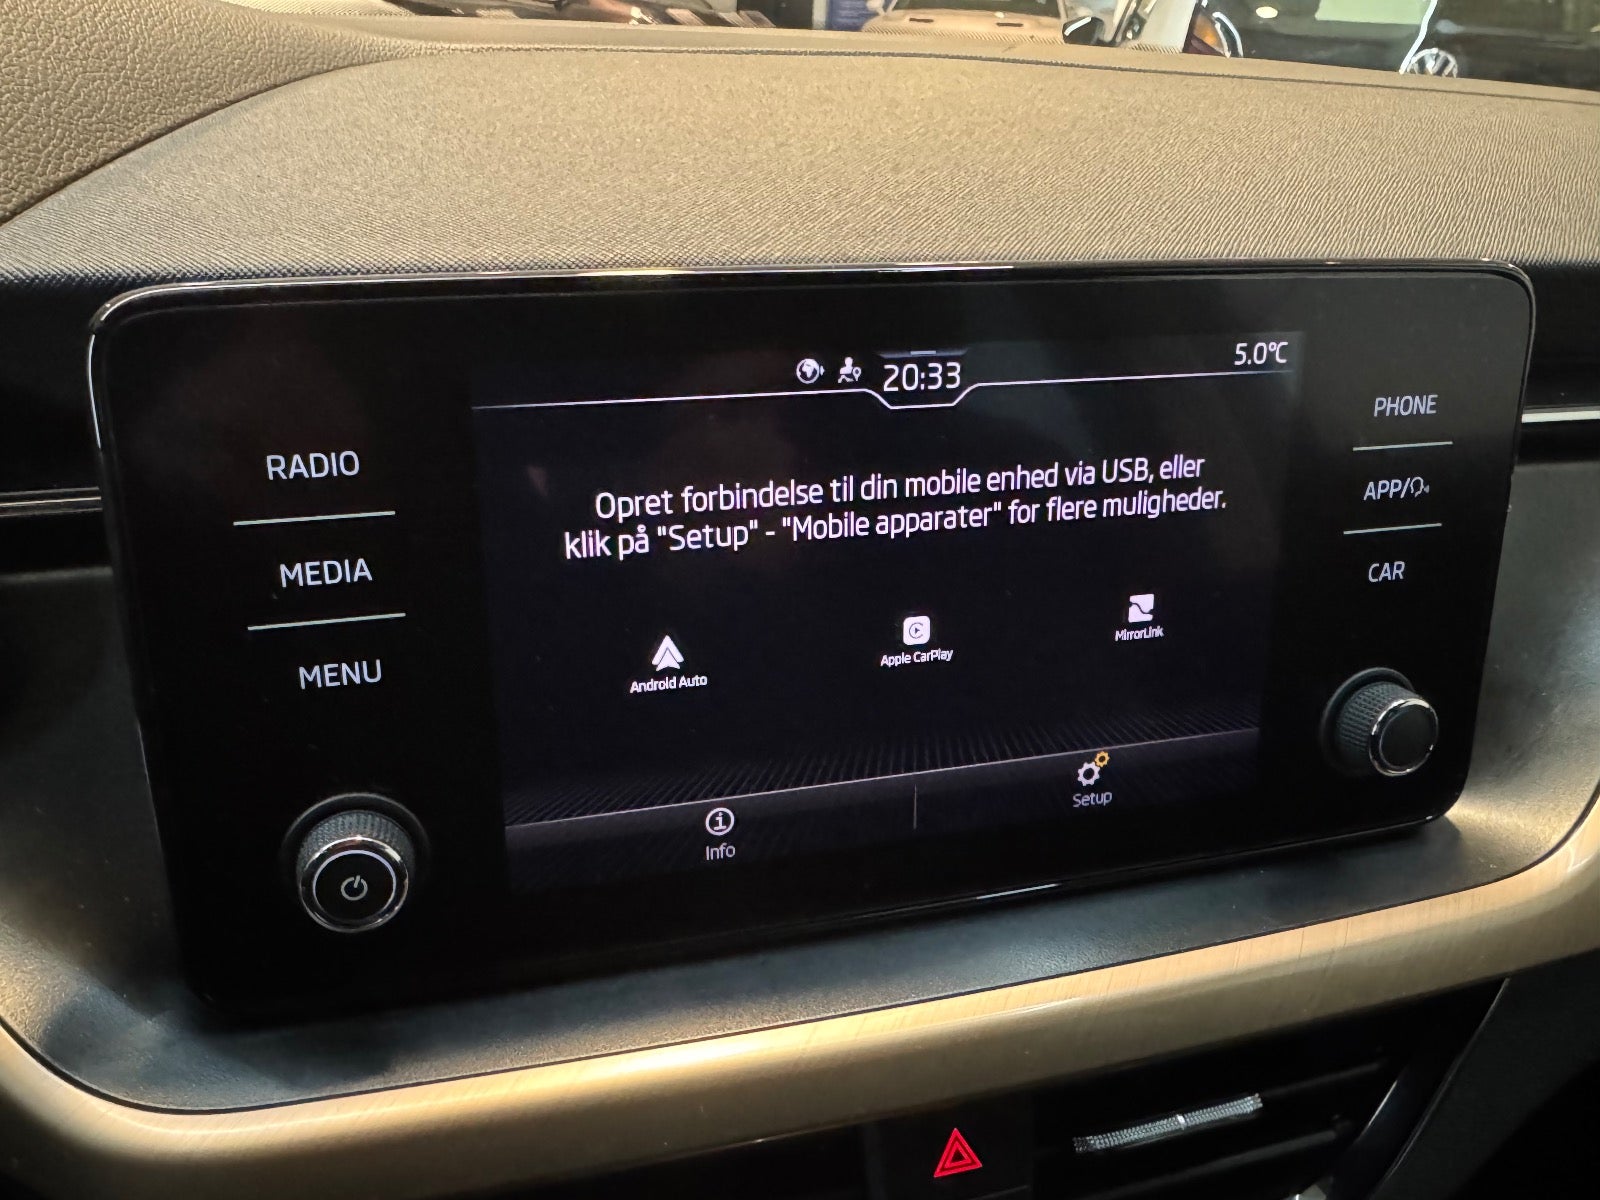 20:33
5.0°C
RADIO
MEDIA
MENU
Opret forbindelse til din mobile enhed via USB, eller
klik på "Setup" - "Mobile apparater" for flere muligheder.
Android Auto
Apple CarPlay
MirrorLink
Info
Setup
PHONE
APP/
CAR